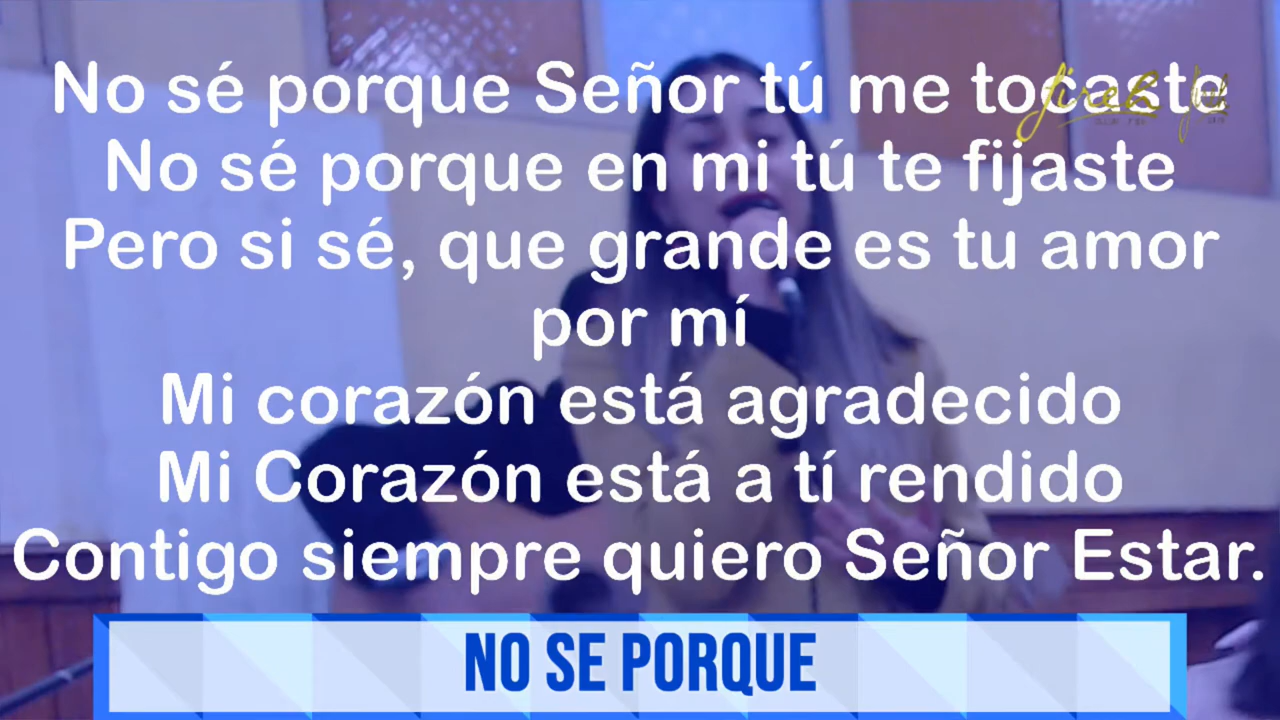 No sé porque Señor tú me tocaste
No sé porque en mi tú te fijaste
Pero si sé, que grande es tu amor
por mí
Mi corazón está agradecido
Mi Corazón está a tí rendido
Contigo siempre quiero Señor Estar.
NO SE PORQUE